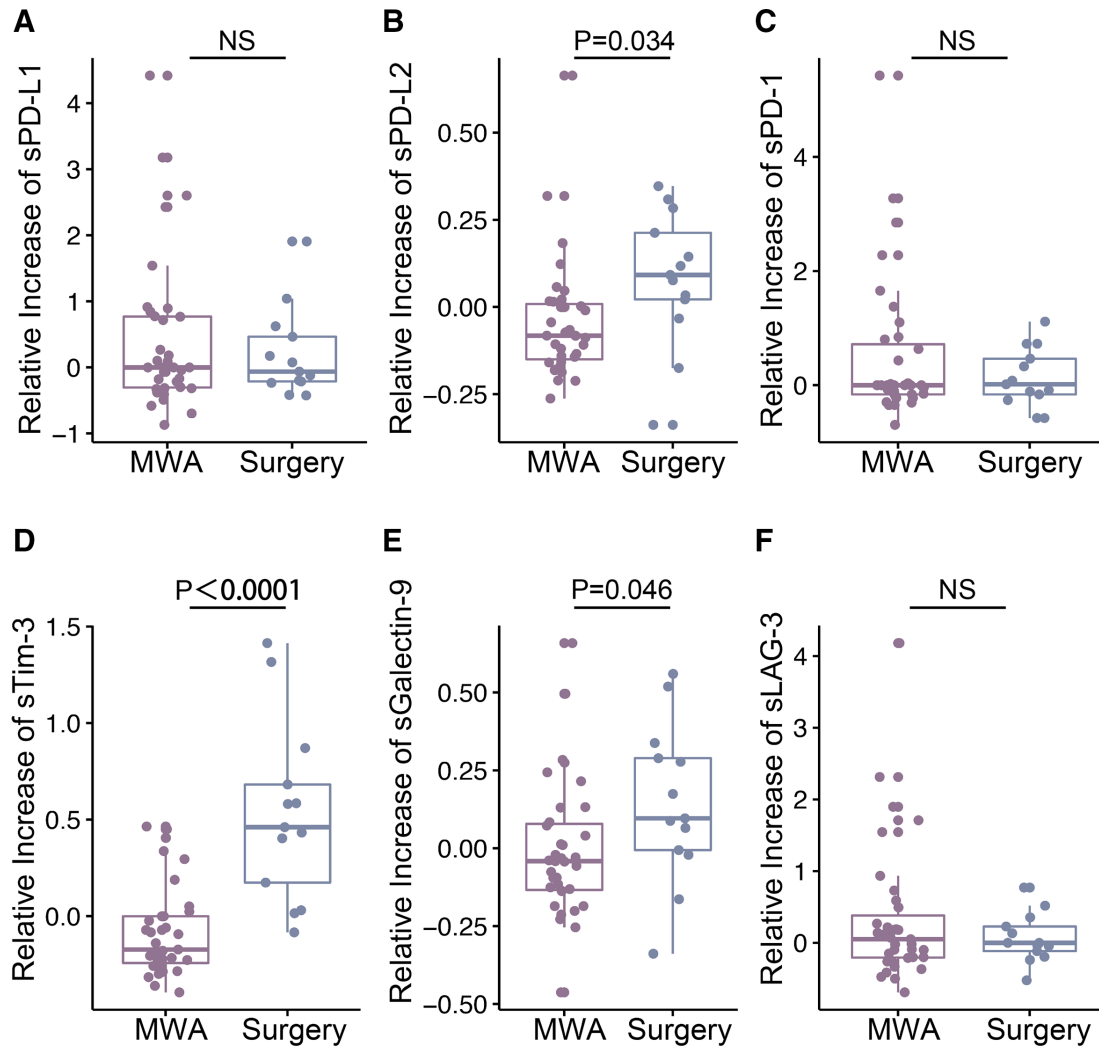 A
NS
Relative Increase of sPD-L1
4
3
2
1
0
−1
MWA Surgery
B
P=0.034
Relative Increase of sPD-L2
0.50
0.25
0.00
−0.25
MWA Surgery
C
NS
Relative Increase of sPD-1
4
2
0
MWA Surgery
D
P<0.0001
Relative Increase of sTim-3
1.5
1.0
0.5
0.0
MWA Surgery
E
P=0.046
Relative Increase of sGalectin-9
0.50
0.25
0.00
−0.25
−0.50
MWA Surgery
F
NS
Relative Increase of sLAG-3
4
3
2
1
0
MWA Surgery